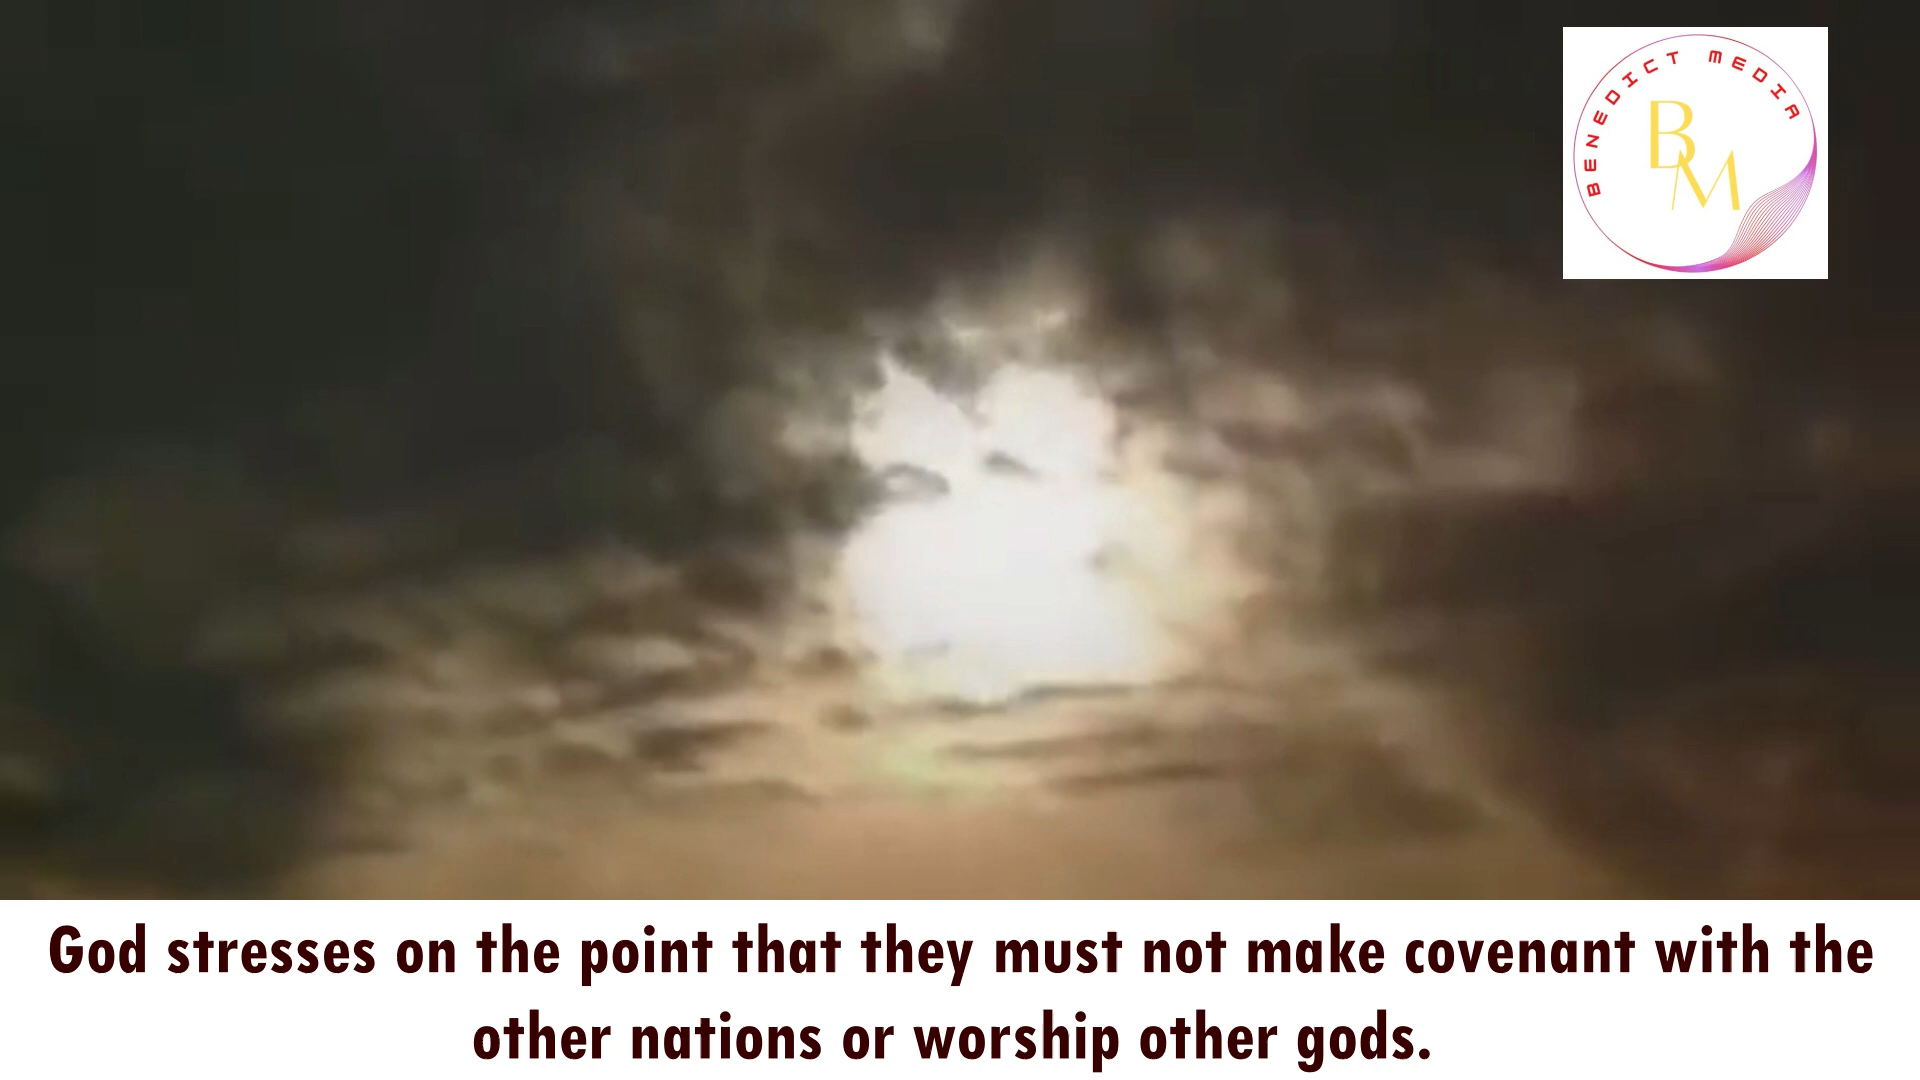 BENEDICT MEDIA
BM
God stresses on the point that they must not make covenant with the
other nations or worship other gods.